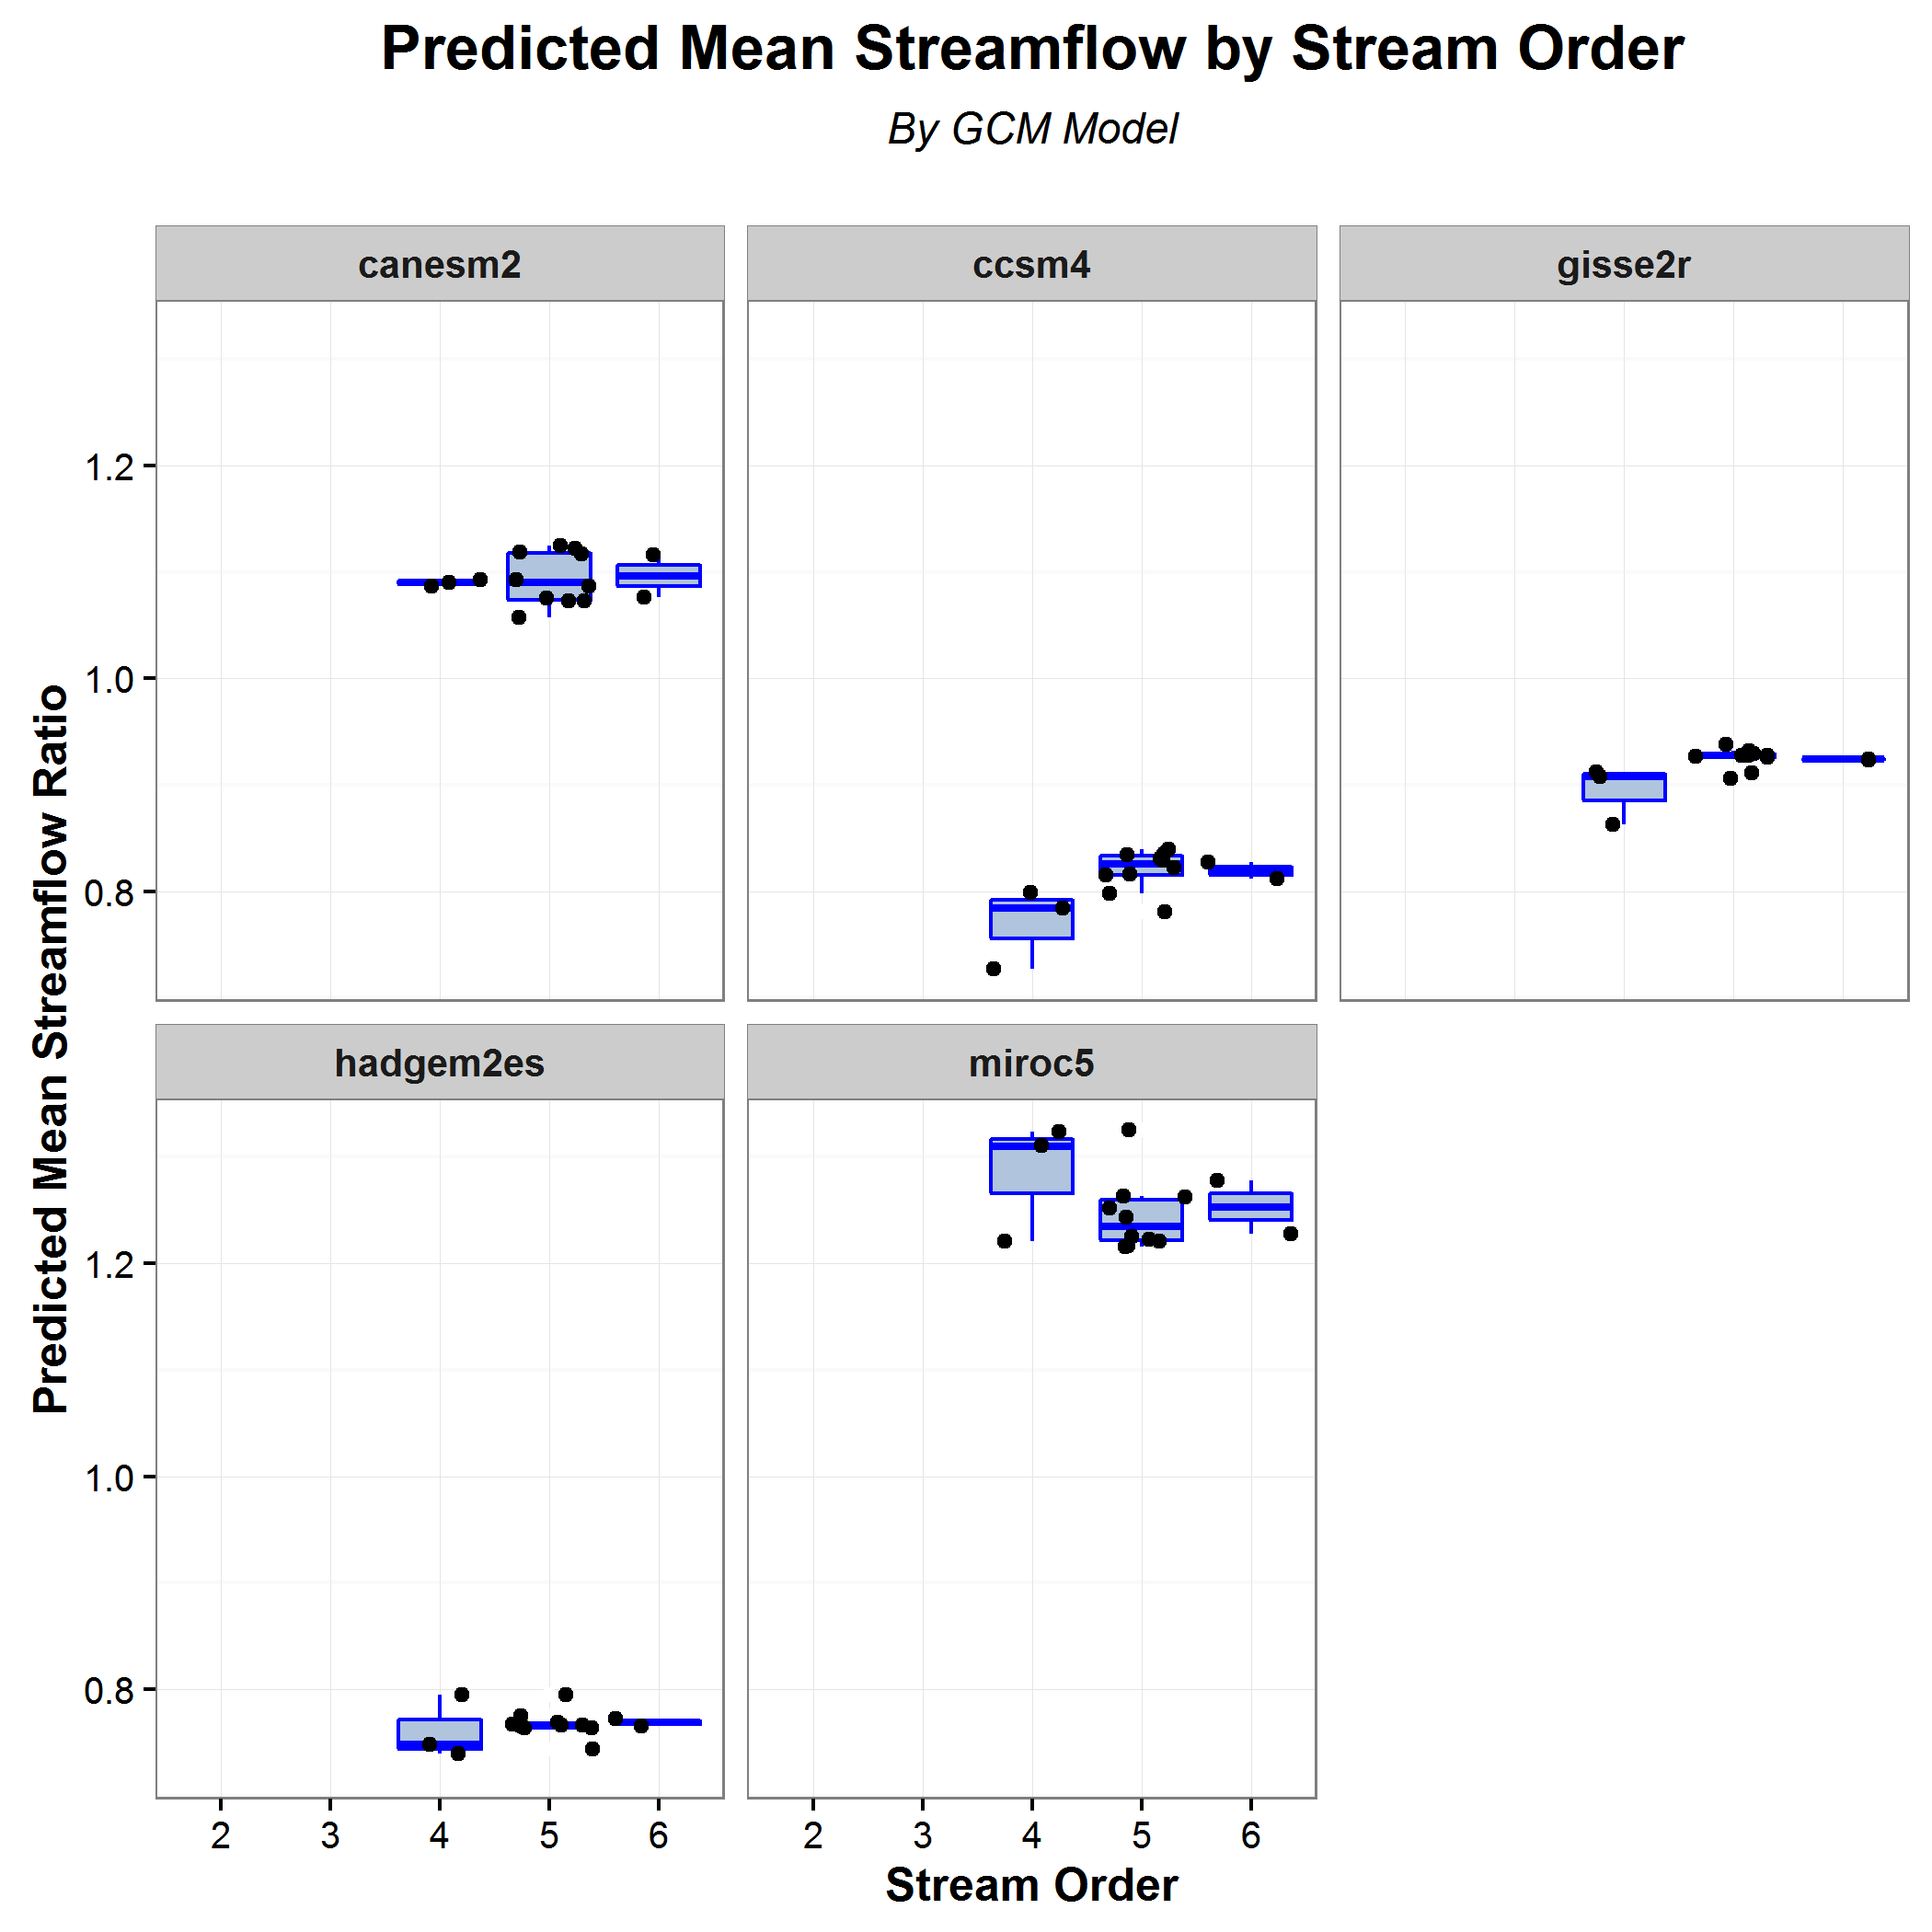 Predicted Mean Streamflow by Stream Order
By GCM Model
canesm2
ccsm4
gisse2r
1.2
1.0
0.8
Predicted Mean Streamflow Ratio
hadgem2es
miroc5
1.2
1.0
0.8
2 3 4 5 6
2 3 4 5 6
Stream Order